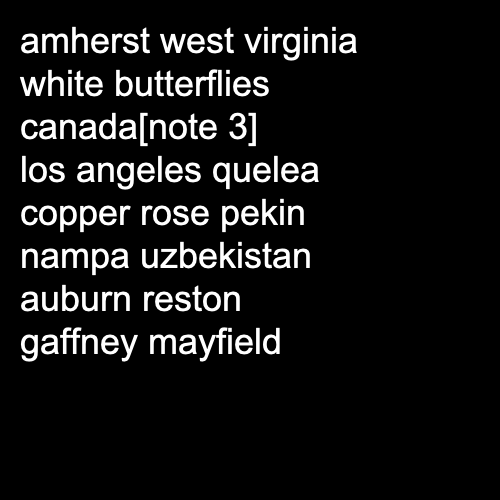 amherst west virginia
white butterflies
canada[note 3]
los angeles quelea
copper rose pekin
nampa uzbekistan
auburn reston
gaffney mayfield